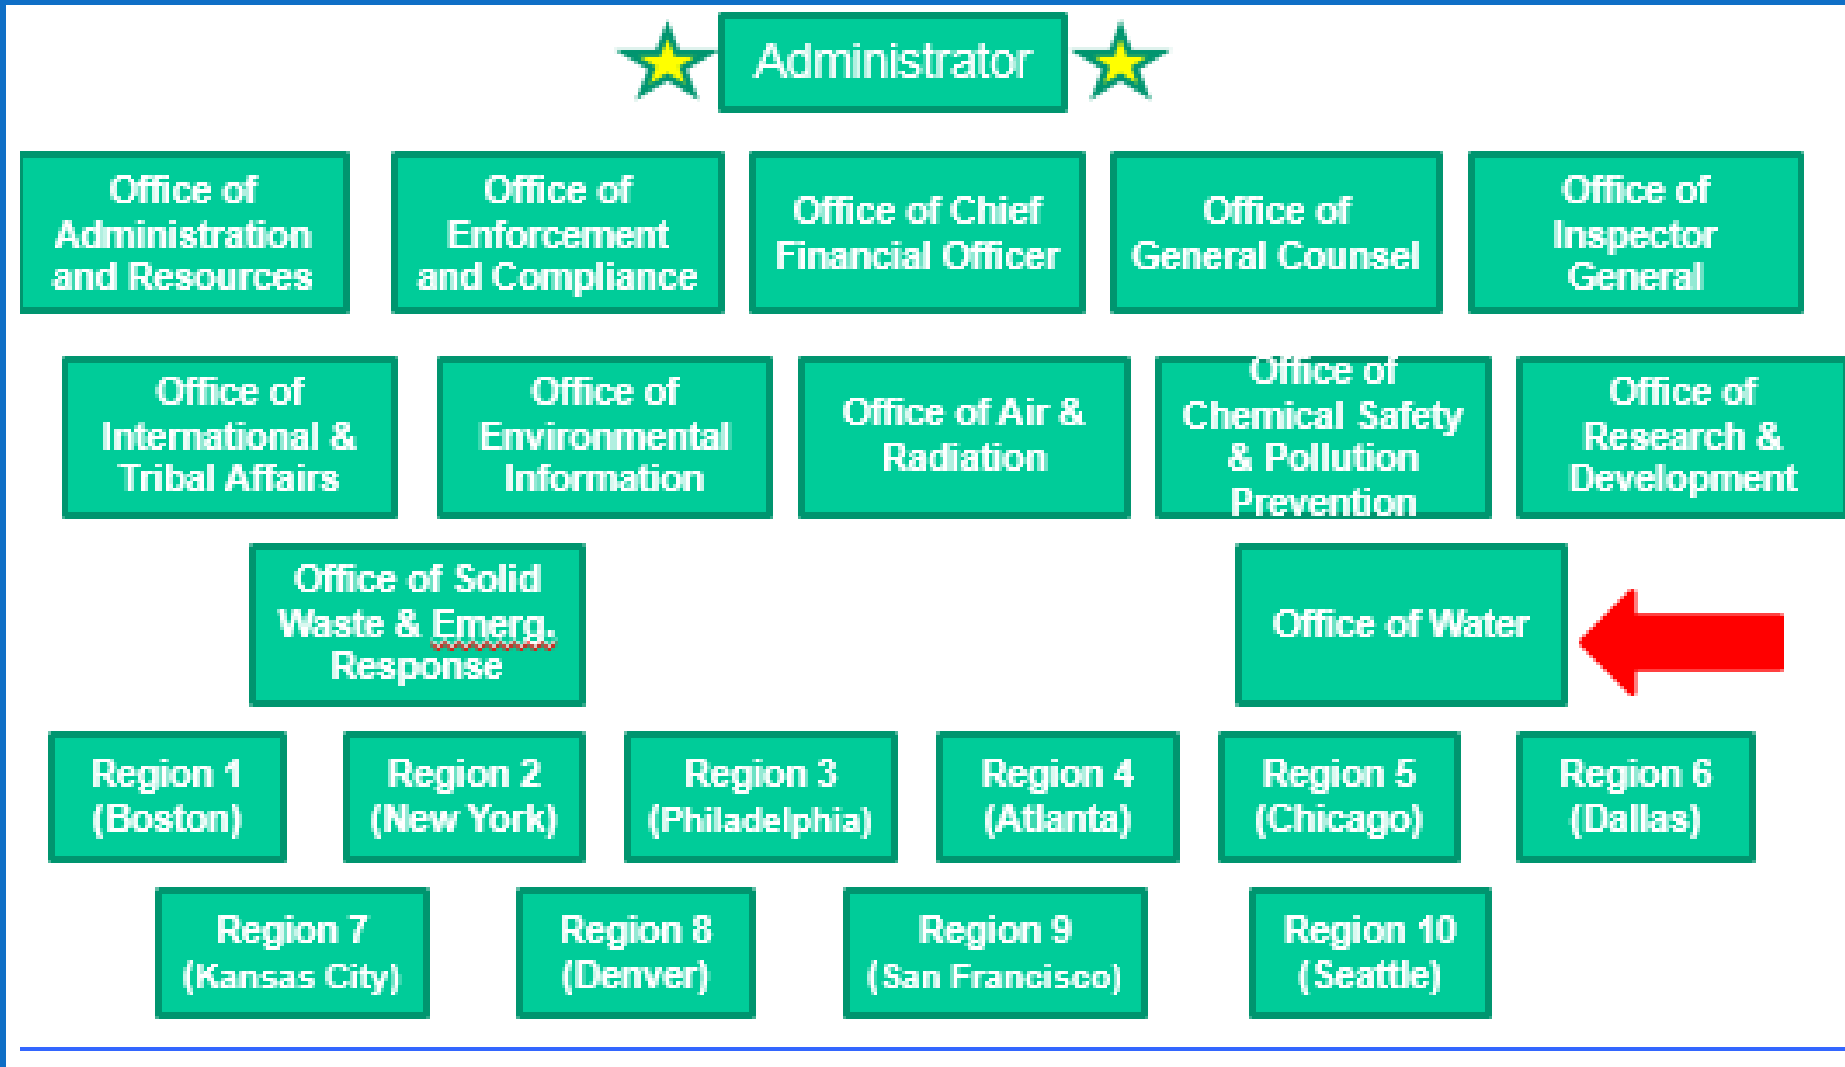 Administrator
Office of
Administration
and Resources
Office of
Enforcement
and Compliance
Office of Chief
Financial Officer
Office of
General Counsel
Office of
Inspector
General
Office of
International &
Tribal Affairs
Office of
Environmental
Information
Office of Air &
Radiation
Office of
Chemical Safety
& Pollution
Prevention
Office of
Research &
Development
Office of Solid
Waste & Emerg.
Response
Office of Water
Region 1
(Boston)
Region 2
(New York)
Region 3
(Philadelphia)
Region 4
(Atlanta)
Region 5
(Chicago)
Region 6
(Dallas)
Region 7
(Kansas City)
Region 8
(Denver)
Region 9
(San Francisco)
Region 10
(Seattle)